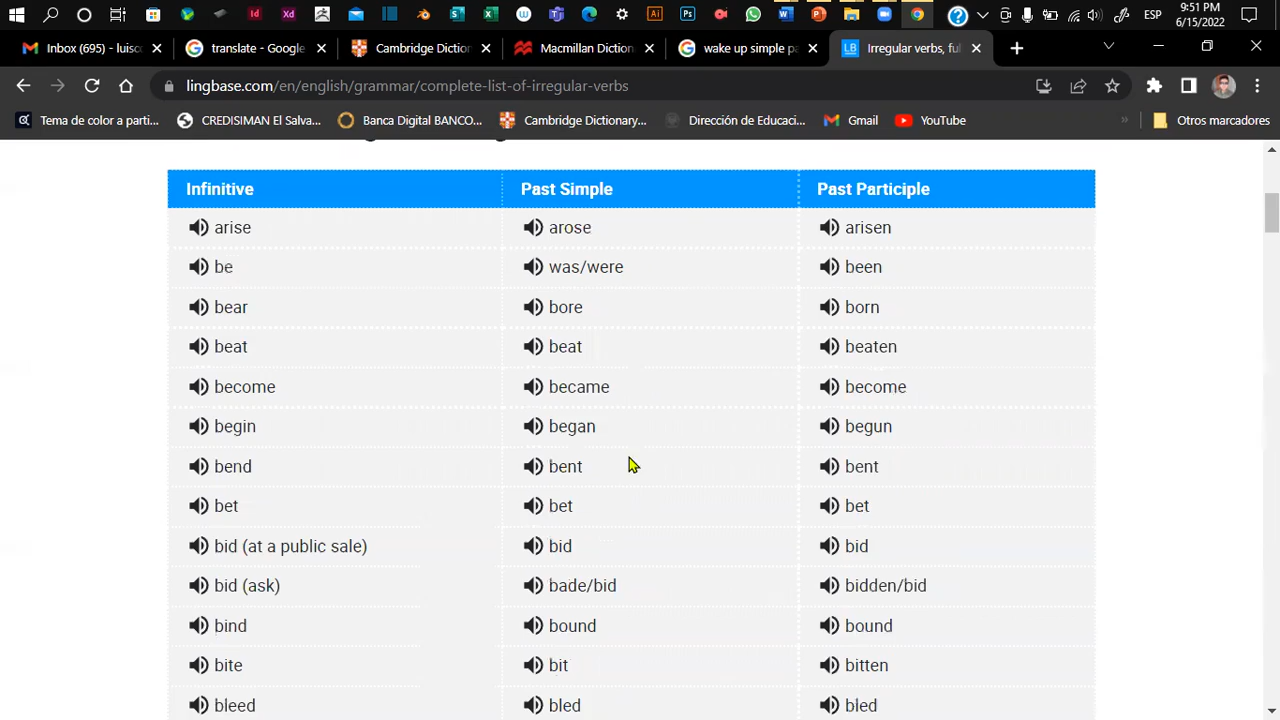 9:51 PM
ESP
6/15/2022
Inbox (695) - luisco
translate - Google
Cambridge Diction
Macmillan Diction
wake up simple pa
Irregular verbs, ful
lingbase.com/en/english/grammar/complete-list-of-irregular-verbs
Tema de color a parti...
CREDISIMAN El Salva...
Banca Digital BANCO...
Cambridge Dictionary...
Dirección de Educaci...
Gmail
YouTube
Otros marcadores
Infinitive Past Simple Past Participle
arise arose arisen
be was/were been
bear bore born
beat beat beaten
become became become
begin began begun
bend bent bent
bet bet bet
bid (at a public sale) bid bid
bid (ask) bade/bid bidden/bid
bind bound bound
bite bit bitten
bleed bled bled